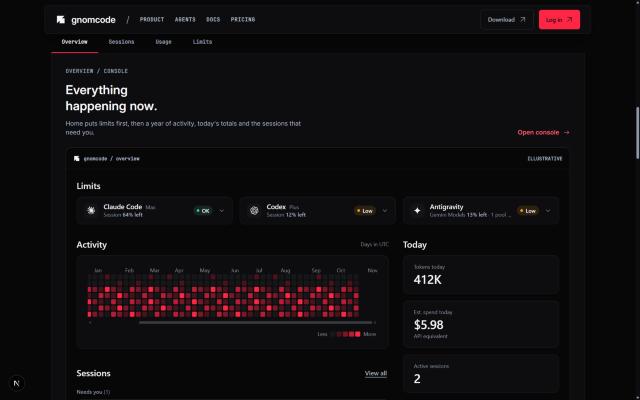 gnomcode / PRODUCT AGENTS DOCS PRICING Download Log in
Overview Sessions Usage Limits
OVERVIEW / CONSOLE
Everything
happening now.
Home puts limits first, then a year of activity, today's totals and the sessions that
need you.
Open console →
gnomcode / overview ILLUSTRATIVE
Limits
Claude Code Max
Session 64% left
OK
Codex Plus
Session 12% left
Low
Antigravity
Gemini Models 13% left · 1 pool ...
Low
Activity Days in UTC
Jan Feb Mar Apr May Jun Jul Aug Sep Oct Nov
Less More
Today
Tokens today
412K
Est. spend today
$5.98
API equivalent
Active sessions
2
Sessions View all
Needs you (1)
N